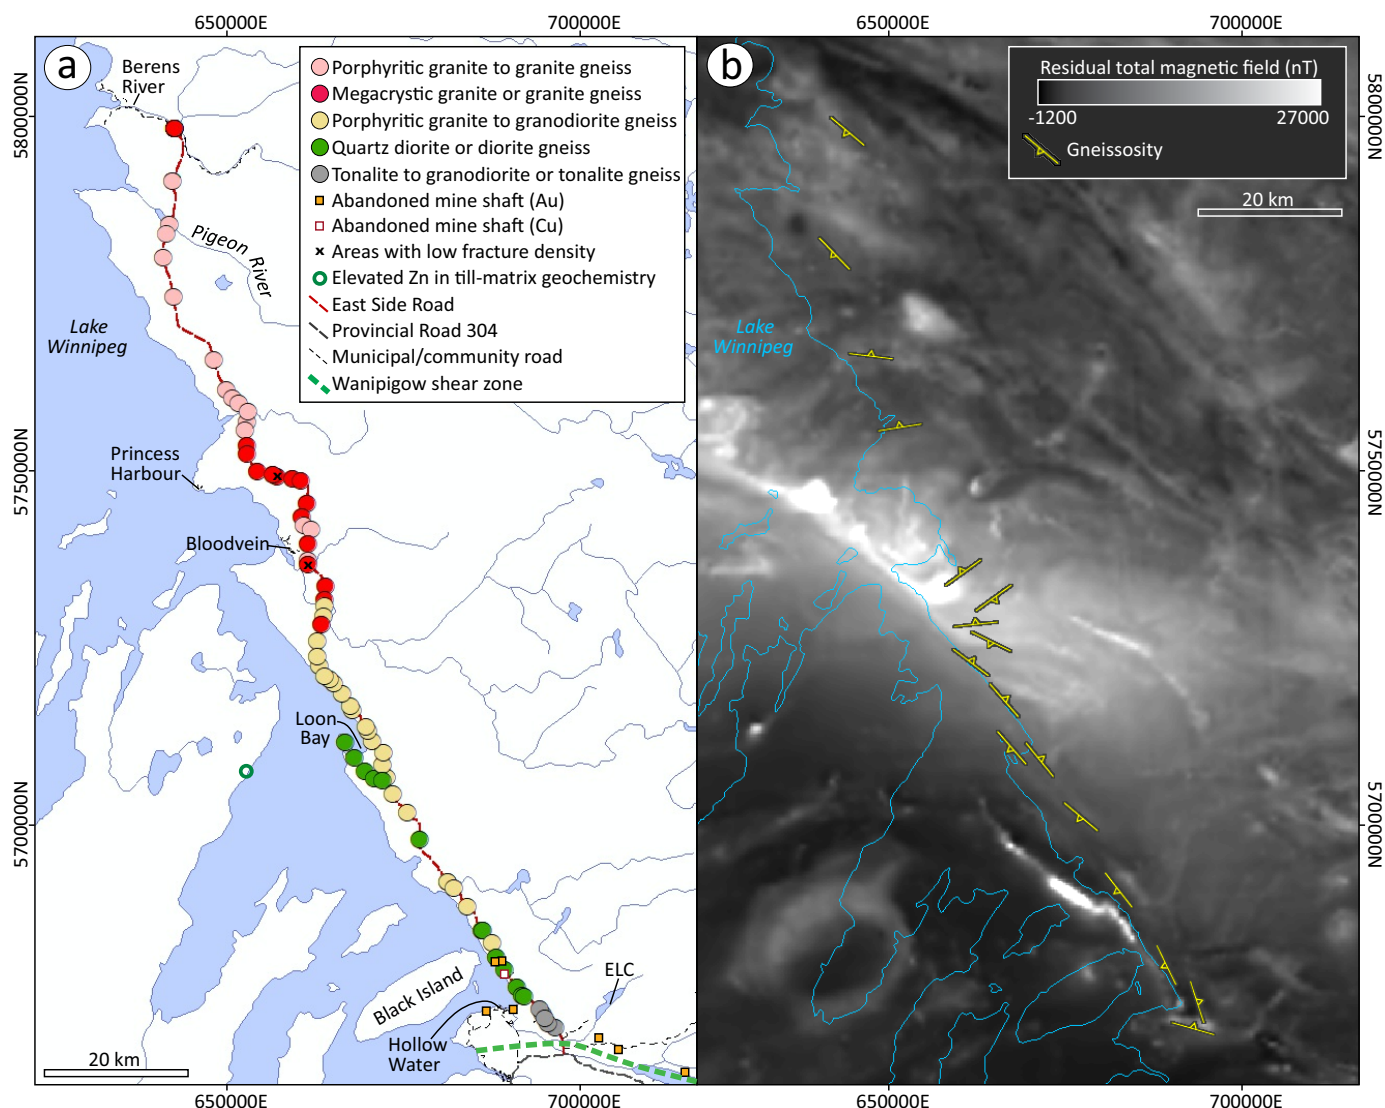 650000E
700000E
650000E
700000E
a
Berens
River
5800000N
Pigeon
River
Lake
Winnipeg
Princess
Harbour
5750000N
Bloodvein
Loon
Bay
5700000N
Black Island
ELC
Hollow
Water
20 km
Porphyritic granite to granite gneiss
Megacrystic granite or granite gneiss
Porphyritic granite to granodiorite gneiss
Quartz diorite or diorite gneiss
Tonalite to granodiorite or tonalite gneiss
Abandoned mine shaft (Au)
Abandoned mine shaft (Cu)
Areas with low fracture density
Elevated Zn in till-matrix geochemistry
East Side Road
Provincial Road 304
Municipal/community road
Wanipigow shear zone
b
Residual total magnetic field (nT)
-1200
27000
Gneissosity
20 km
Lake
Winnipeg
5800000N
5750000N
5700000N
650000E
700000E
650000E
700000E